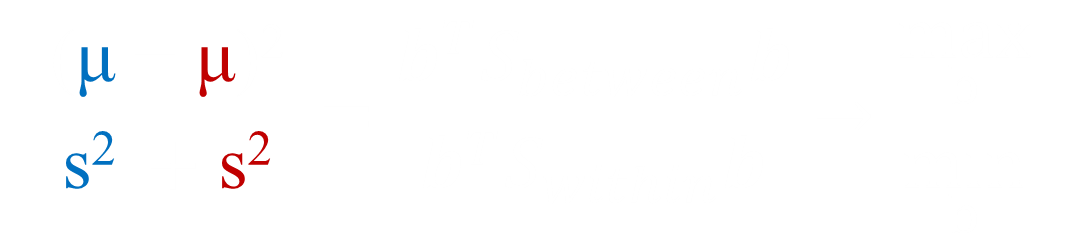 μ μ
s² s²